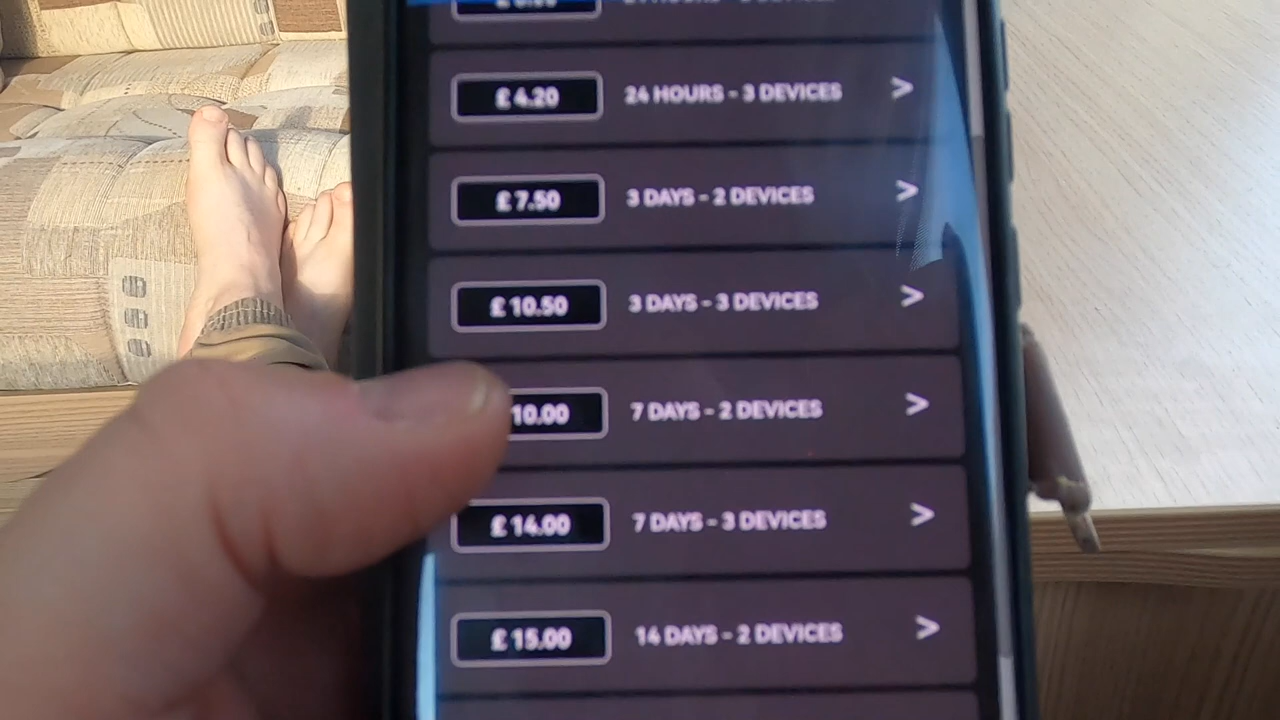 £ 4.20 24 HOURS - 3 DEVICES >
£ 7.50 3 DAYS - 2 DEVICES >
£ 10.50 3 DAYS - 3 DEVICES >
10.00 7 DAYS - 2 DEVICES >
£ 14.00 7 DAYS - 3 DEVICES >
£ 15.00 14 DAYS - 2 DEVICES >